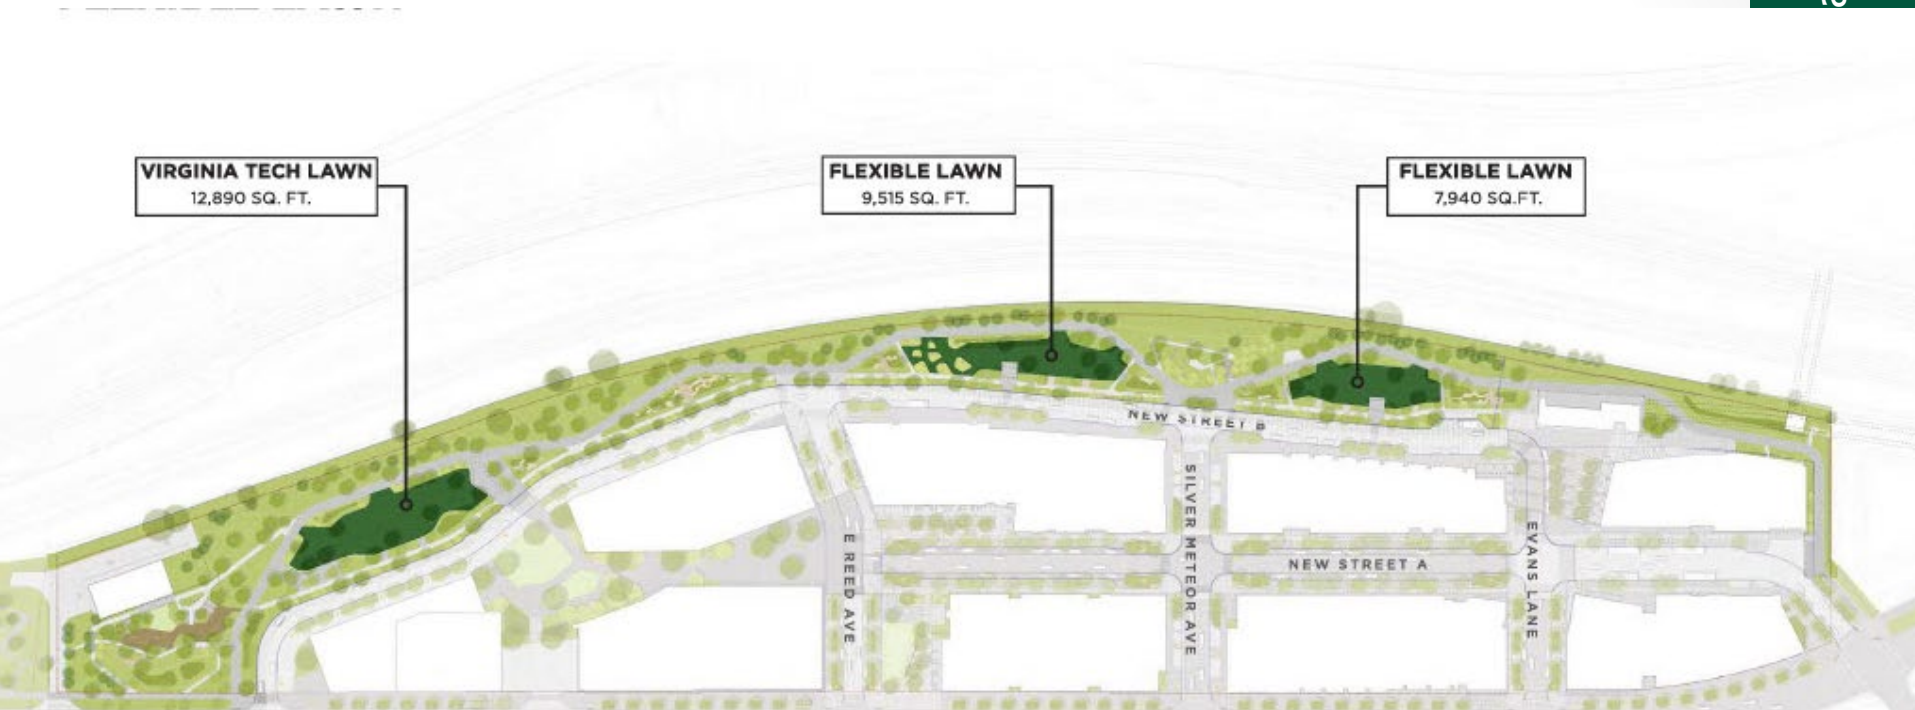 VIRGINIA TECH LAWN
12,890 SQ. FT.
FLEXIBLE LAWN
9,515 SQ. FT.
FLEXIBLE LAWN
7,940 SQ.FT.
NEW STREET B
SILVER METEOR AVE
E REED AVE
NEW STREET A
EVANS LANE